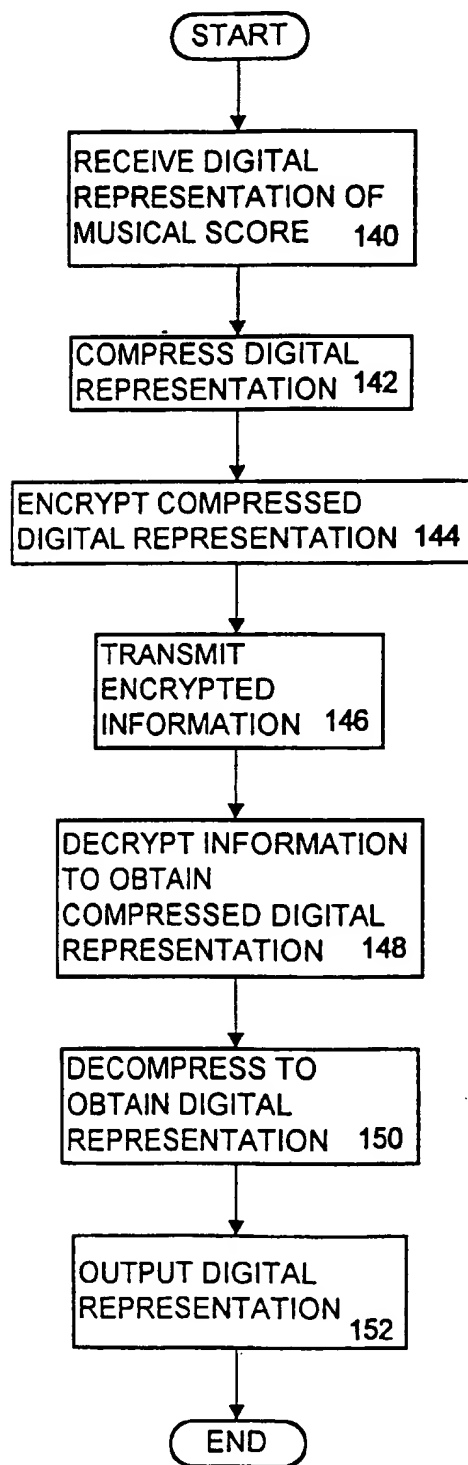 START
RECEIVE DIGITAL
REPRESENTATION OF
MUSICAL SCORE 140
COMPRESS DIGITAL
REPRESENTATION 142
ENCRYPT COMPRESSED
DIGITAL REPRESENTATION 144
TRANSMIT
ENCRYPTED
INFORMATION 146
DECRYPT INFORMATION
TO OBTAIN
COMPRESSED DIGITAL
REPRESENTATION 148
DECOMPRESS TO
OBTAIN DIGITAL
REPRESENTATION 150
OUTPUT DIGITAL
REPRESENTATION
152
END